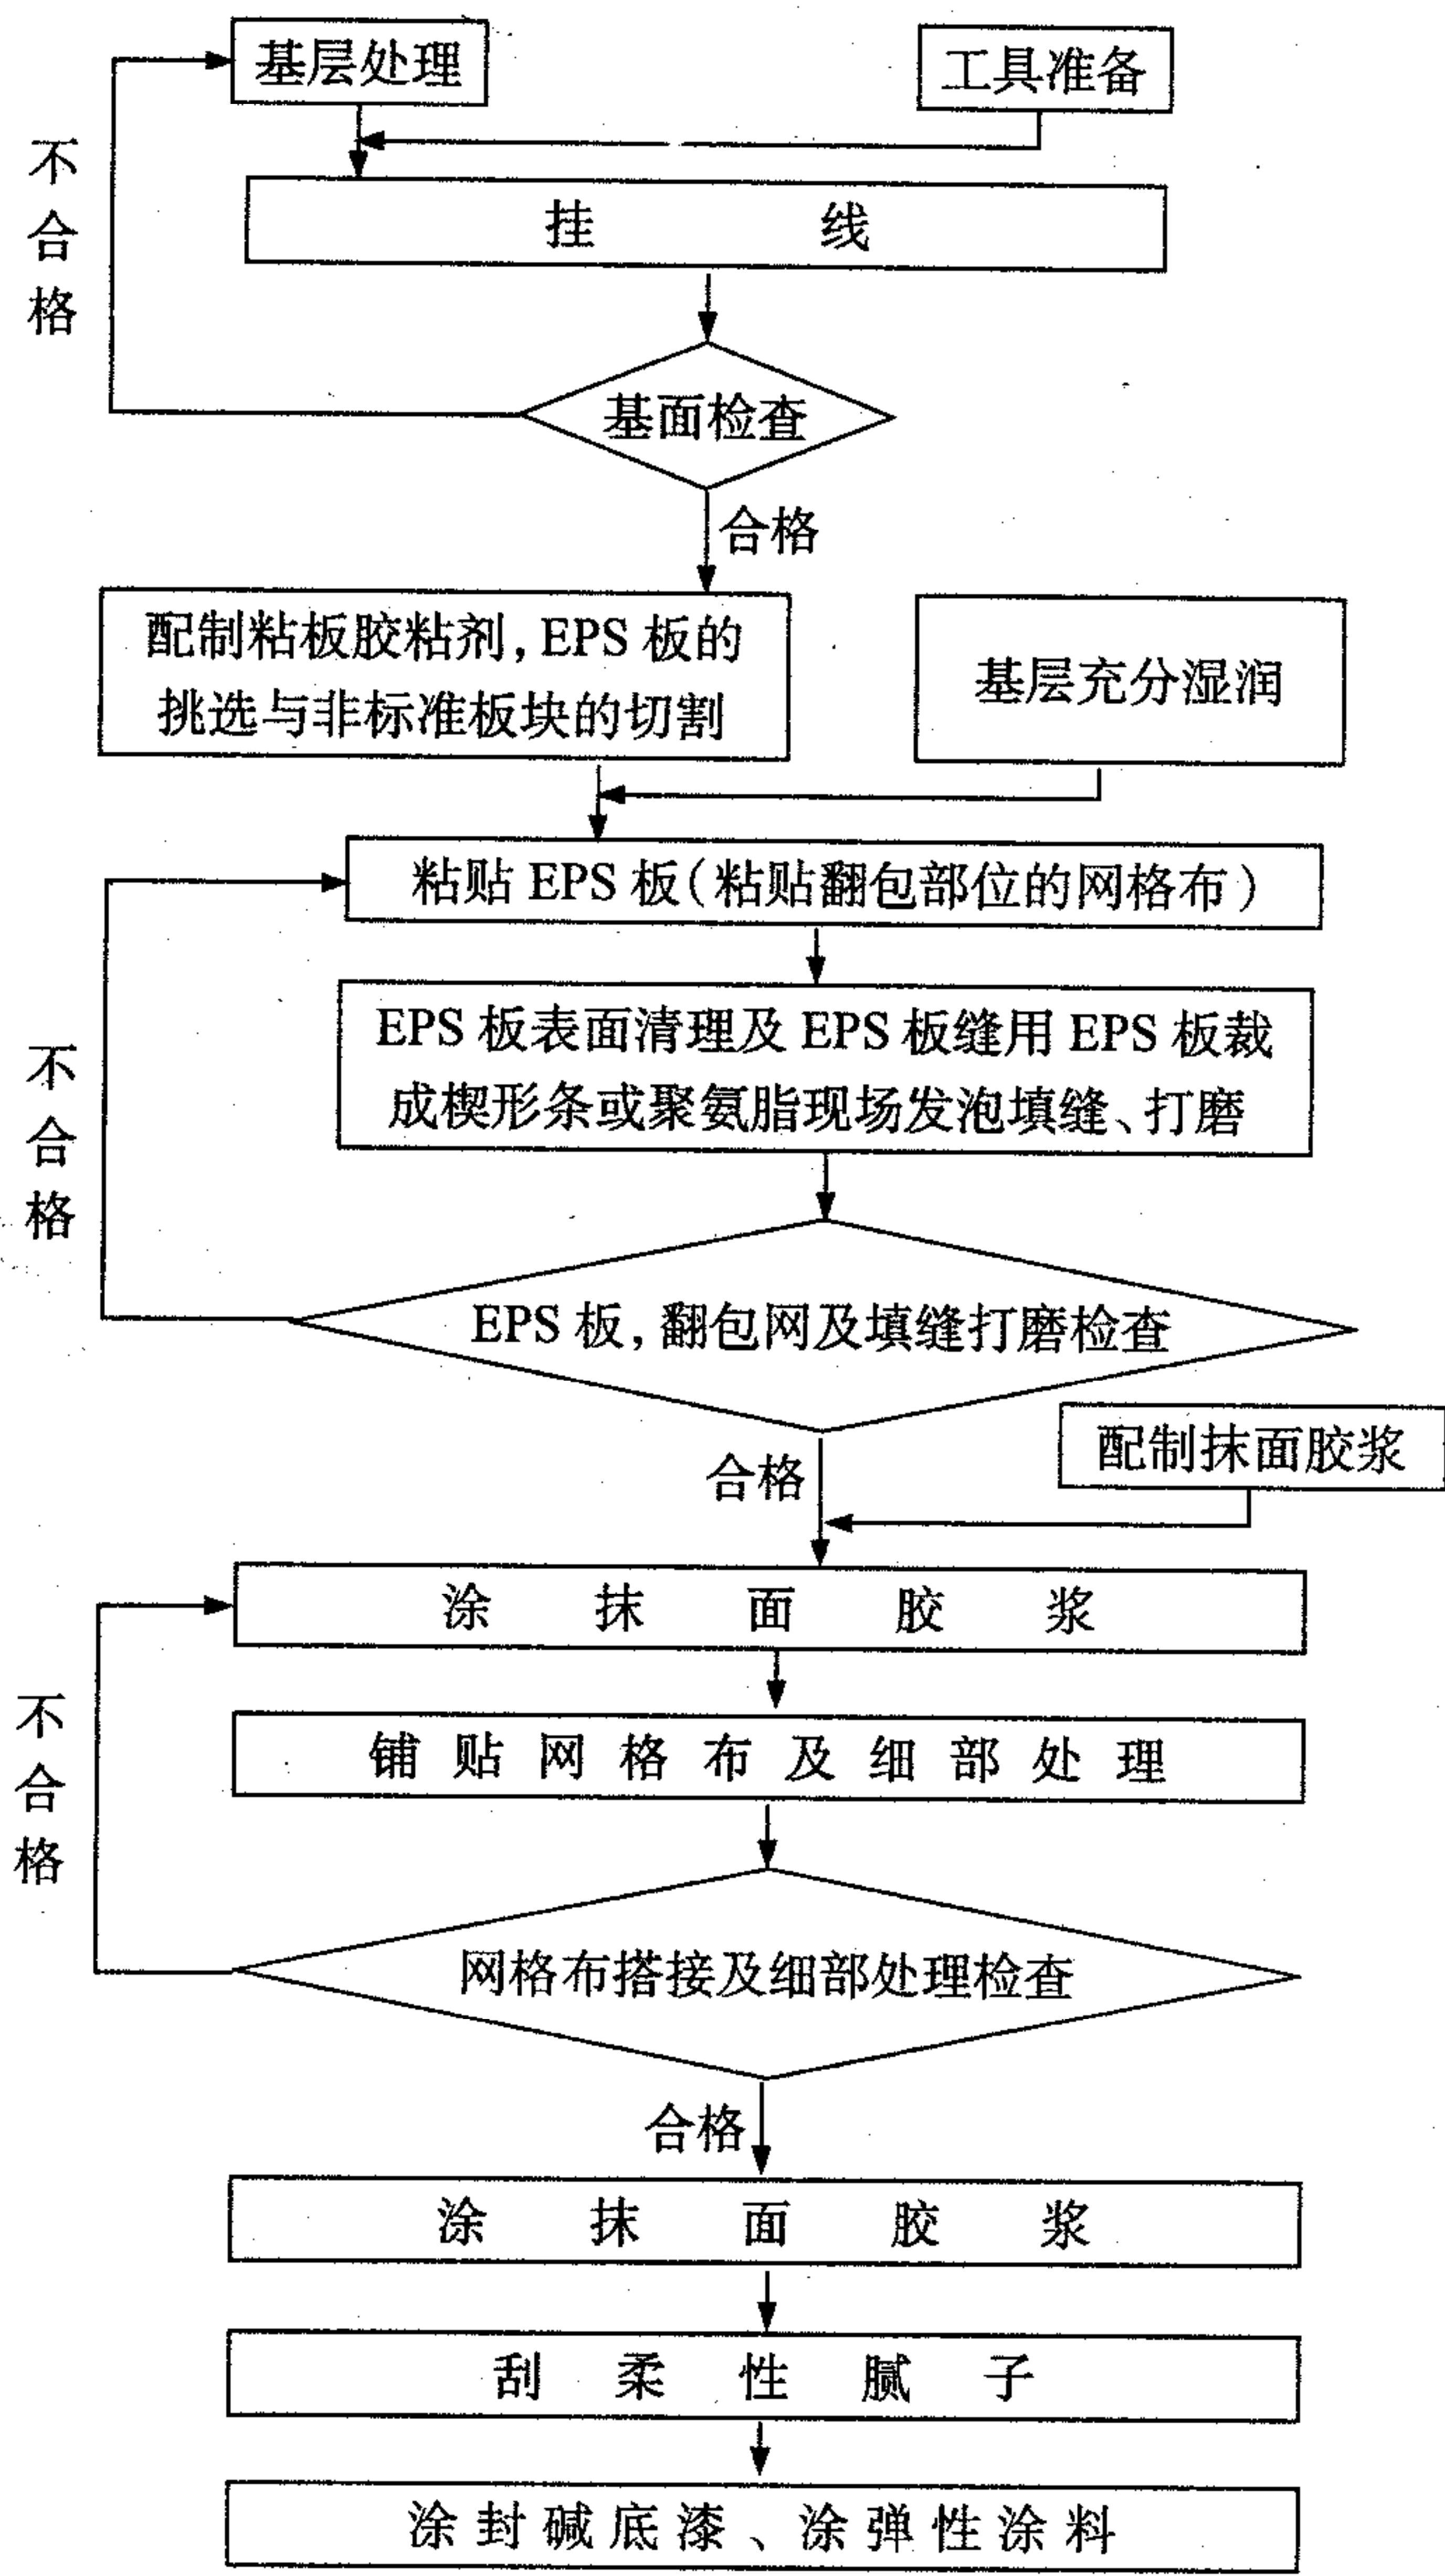 基层处理
工具准备
不合格
挂线
基面检查
合格
配制粘板胶粘剂,EPS 板的
挑选与非标准板块的切割
基层充分湿润
粘贴 EPS 板(粘贴翻包部位的网格布)
不合格
EPS 板表面清理及 EPS 板缝用 EPS 板裁
成楔形条或聚氨脂现场发泡填缝、打磨
EPS 板,翻包网及填缝打磨检查
合格
配制抹面胶浆
涂抹面胶浆
不合格
铺贴网格布及细部处理
网格布搭接及细部处理检查
合格
涂抹面胶浆
刮柔性腻子
涂封碱底漆、涂弹性涂料